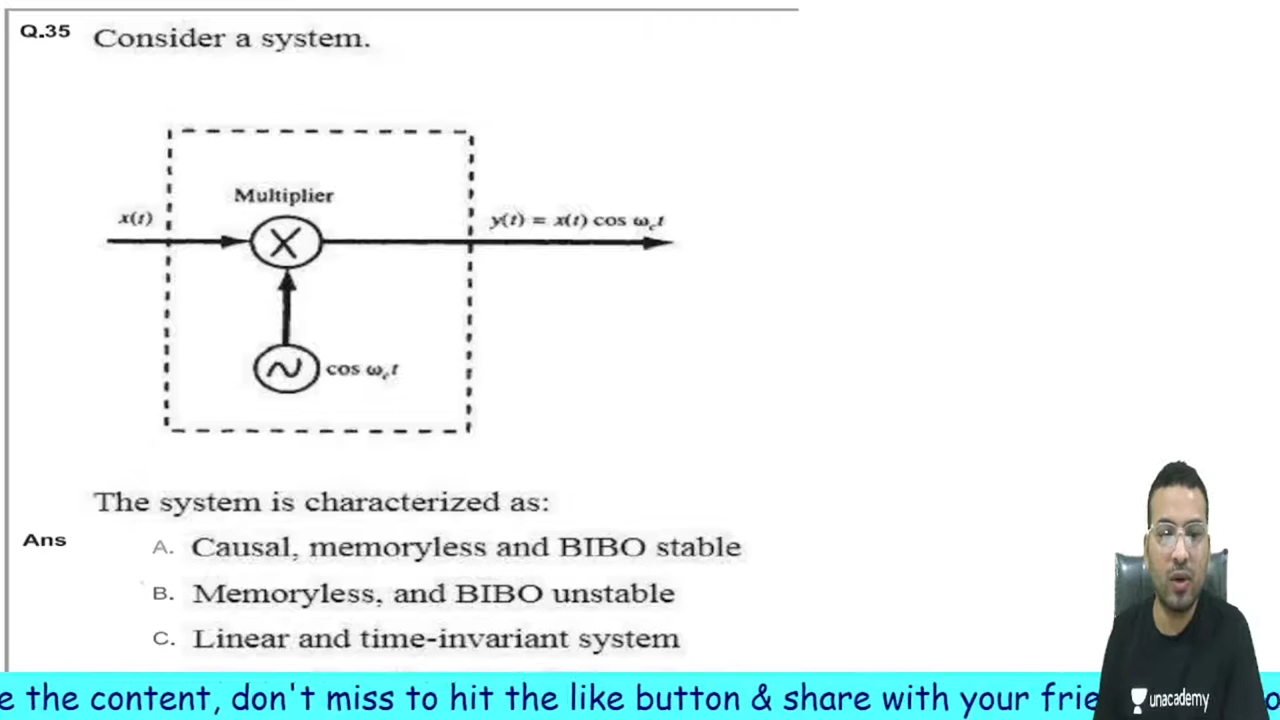 Q.35 Consider a system.
Multiplier
x(t)
y(t) = x(t) cos ω_c t
cos ω_c t
The system is characterized as:
Ans
A. Causal, memoryless and BIBO stable
B. Memoryless, and BIBO unstable
C. Linear and time-invariant system
e the content, don't miss to hit the like button & share with your frie
unacademy